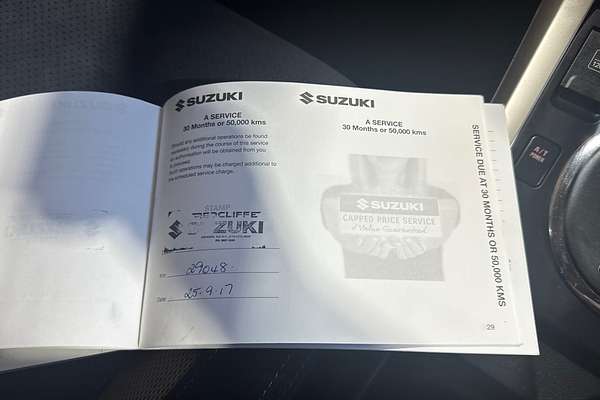 SUZUKI
A SERVICE
30 Months or 50,000 kms
Should any additional operations be found
necessary during the course of this service
an authorisation will be obtained from you
to proceed.
Such operations may be charged additional to
the scheduled service charge.
STAMP
REDCLIFFE
SUZUKI
29048
Date
25.9.17
SUZUKI
A SERVICE
30 Months or 50,000 kms
SUZUKI
CAPPED PRICE SERVICE
Value Guaranteed
29
SERVICE DUE AT 30 MONTHS OR 50,000 KMS
A/T
POWER